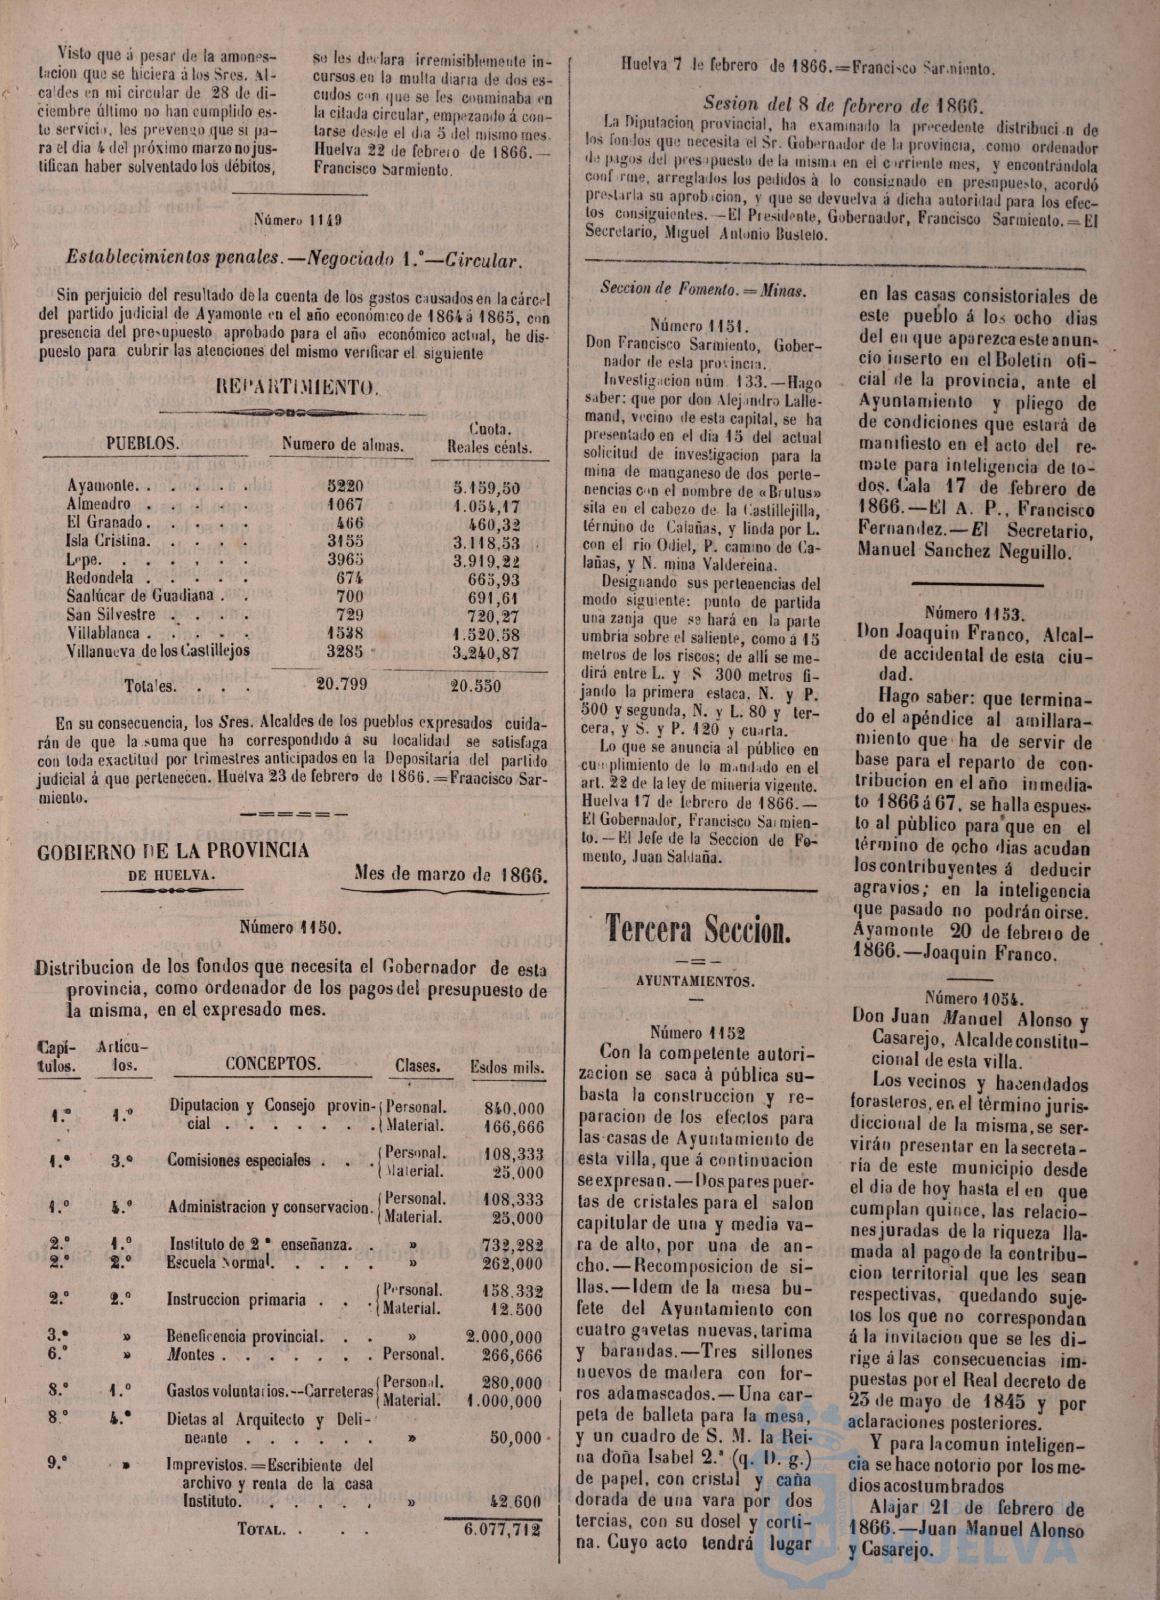 Visto que á pesar de la amones-
tacion que se hiciera á los Sres. Al-
caldes en mi circular de 28 de di-
ciembre último no han cumplido es-
te servicio, les prevengo que si pa-
ra el dia 4 del próximo marzo no jus-
tifican haber solventado los débitos,
se les declara irremisiblemente in-
cursos en la multa diaria de dos es-
cudos con que se les conminaba en
la citada circular, empezando á con-
tarse desde el dia 5 del mismo mes.
Huelva 22 de febrero de 1866.—
Francisco Sarmiento.
Número 1149
Establecimientos penales.—Negociado 1.º—Circular.
Sin perjuicio del resultado de la cuenta de los gastos causados en la cárcel
del partido judicial de Ayamonte en el año económico de 1864 á 1865, con
presencia del presupuesto aprobado para el año económico actual, he dis-
puesto para cubrir las atenciones del mismo verificar el siguiente
REPARTIMIENTO.
PUEBLOS. Numero de almas. Cuota. Reales cénts.
Ayamonte. . . . . . 5220 5.159,50
Almendro . . . . . 1067 1.054,17
El Granado . . . . . 466 460,32
Isla Cristina. . . . . 3155 3.118,53
Lepe. . . . . . . 3965 3.919,22
Redondela . . . . . 674 665,93
Sanlúcar de Guadiana . . 700 691,61
San Silvestre . . . . 729 720,27
Villablanca . . . . . 1538 1.520.58
Villanueva de los Castillejos 3285 3,240,87
Totales. . . . 20.799 20.550
En su consecuencia, los Sres. Alcaldes de los pueblos expresados cuida-
rán de que la suma que ha correspondido á su localidad se satisfaga
con toda exactitud por trimestres anticipados en la Depositaría del partido
judicial á que pertenecen. Huelva 23 de febrero de 1866.=Francisco Sar-
miento.
GOBIERNO DE LA PROVINCIA
DE HUELVA.
Mes de marzo de 1866.
Número 1150.
Distribucion de los fondos que necesita el Gobernador de esta
provincia, como ordenador de los pagos del presupuesto de
la misma, en el expresado mes.
Capí-tulos. Artícu-los. CONCEPTOS. Clases. Esdos mils.
1.º 1.º Diputacion y Consejo provin- Personal. 840,000
cial . . . . . . . Material. 166,666
1.º 3.º Comisiones especiales . . . Personal. 108,333
Material. 25,000
1.º 4.º Administracion y conservacion. Personal. 108,333
Material. 25,000
2.º 1.º Instituto de 2.ª enseñanza. . » 732,282
2.º 2.º Escuela Normal. . . . . » 262,000
2.º 2.º Instruccion primaria . . . Personal. 158,332
Material. 12.500
3.º » Beneficencia provincial. . . » 2.000,000
6.º » Montes . . . . . . . Personal. 266,666
8.º 1.º Gastos voluntarios.--Carreteras Personal. 280,000
Material. 1.000,000
8.º 4.º Dietas al Arquitecto y Deli-
neante . . . . . . » 50,000
9.º » Imprevistos.=Escribiente del
archivo y renta de la casa
Instituto. . . . . . » 42.600
TOTAL. . . . 6.077,712
Huelva 7 de febrero de 1866.=Francisco Sarmiento.
Sesion del 8 de febrero de 1866.
La Diputacion provincial, ha examinado la precedente distribucion de
los fondos que necesita el Sr. Gobernador de la provincia, como ordenador
de pagos del presupuesto de la misma en el corriente mes, y encontrándola
conforme, arreglados los pedidos á lo consignado en presupuesto, acordó
prestarla su aprobacion, y que se devuelva á dicha autoridad para los efec-
tos consiguientes.—El Presidente, Gobernador, Francisco Sarmiento.=El
Secretario, Miguel Antonio Bustelo.
Seccion de Fomento.=Minas.
Número 1151.
Don Francisco Sarmiento, Gober-
nador de esta provincia.
Investigacion núm. 133.—Hago
saber: que por don Alejandro Lalle-
mand, vecino de esta capital, se ha
presentado en el dia 15 del actual
solicitud de investigacion para la
mina de manganeso de dos perte-
nencias con el nombre de «Brutus»
sita en el cabezo de la Castillejilla,
término de Calañas, y linda por L.
con el rio Odiel, P. camino de Ca-
lañas, y N. mina Valdereina.
Designando sus pertenencias del
modo siguiente: punto de partida
una zanja que se hará en la parte
umbria sobre el saliente, como á 15
metros de los riscos; de alli se me-
dirá entre L. y S 300 metros fi-
jando la primera estaca, N. y P.
500 y segunda, N. y L. 80 y ter-
cera, y S. y P. 120 y cuarta.
Lo que se anuncia al público en
cumplimiento de lo mandado en el
art. 22 de la ley de minería vigente.
Huelva 17 de febrero de 1866.—
El Gobernador, Francisco Sarmien-
to.—El Jefe de la Seccion de Fo-
mento, Juan Saldaña.
Tercera Seccion.
AYUNTAMIENTOS.
Número 1152
Con la competente autori-
zacion se saca á pública su-
basta la construccion y re-
paracion de los efectos para
las casas de Ayuntamiento de
esta villa, que á continuacion
se expresan.—Dos pares puer-
tas de cristales para el salon
capitular de una y media va-
ra de alto, por una de an-
cho.—Recomposicion de si-
llas.—Idem de la mesa bu-
fete del Ayuntamiento con
cuatro gavetas nuevas, tarima
y barandas.—Tres sillones
nuevos de madera con for-
ros adamascados.—Una car-
peta de balleta para la mesa,
y un cuadro de S. M. la Rei-
na doña Isabel 2.ª (q. D. g.)
de papel, con cristal y caña
dorada de una vara por dos
tercias, con su dosel y corti-
na. Cuyo acto tendrá lugar
en las casas consistoriales de
este pueblo á los ocho dias
del en que aparezca este anun-
cio inserto en el Boletin ofi-
cial de la provincia, ante el
Ayuntamiento y pliego de
de condiciones que estará de
manifiesto en el acto del re-
mate para inteligencia de to-
dos. Cala 17 de febrero de
1866.—El A. P., Francisco
Fernandez.—El Secretario,
Manuel Sanchez Neguillo.
Número 1153.
Don Joaquin Franco, Alcal-
de accidental de esta ciu-
dad.
Hago saber: que termina-
do el apéndice al amillara-
miento que ha de servir de
base para el reparto de con-
tribucion en el año inmedia-
to 1866 á 67, se halla espues-
to al público para que en el
término de ocho dias acudan
los contribuyentes á deducir
agravios; en la inteligencia
que pasado no podrán oirse.
Ayamonte 20 de febrero de
1866.—Joaquin Franco.
Número 1054.
Don Juan Manuel Alonso y
Casarejo, Alcalde constitu-
cional de esta villa.
Los vecinos y hacendados
forasteros, en el término juris-
diccional de la misma, se ser-
virán presentar en la secreta-
ría de este municipio desde
el dia de hoy hasta el en que
cumplan quince, las relacio-
nes juradas de la riqueza lla-
mada al pago de la contribu-
cion territorial que les sean
respectivas, quedando suje-
tos los que no correspondan
á la invitacion que se les di-
rige á las consecuencias im-
puestas por el Real decreto de
23 de mayo de 1845 y por
aclaraciones posteriores.
Y para la comun inteligen-
cia se hace notorio por los me-
dios acostumbrados
Alajar 21 de febrero de
1866.—Juan Manuel Alonso
y Casarejo.
HUELVA